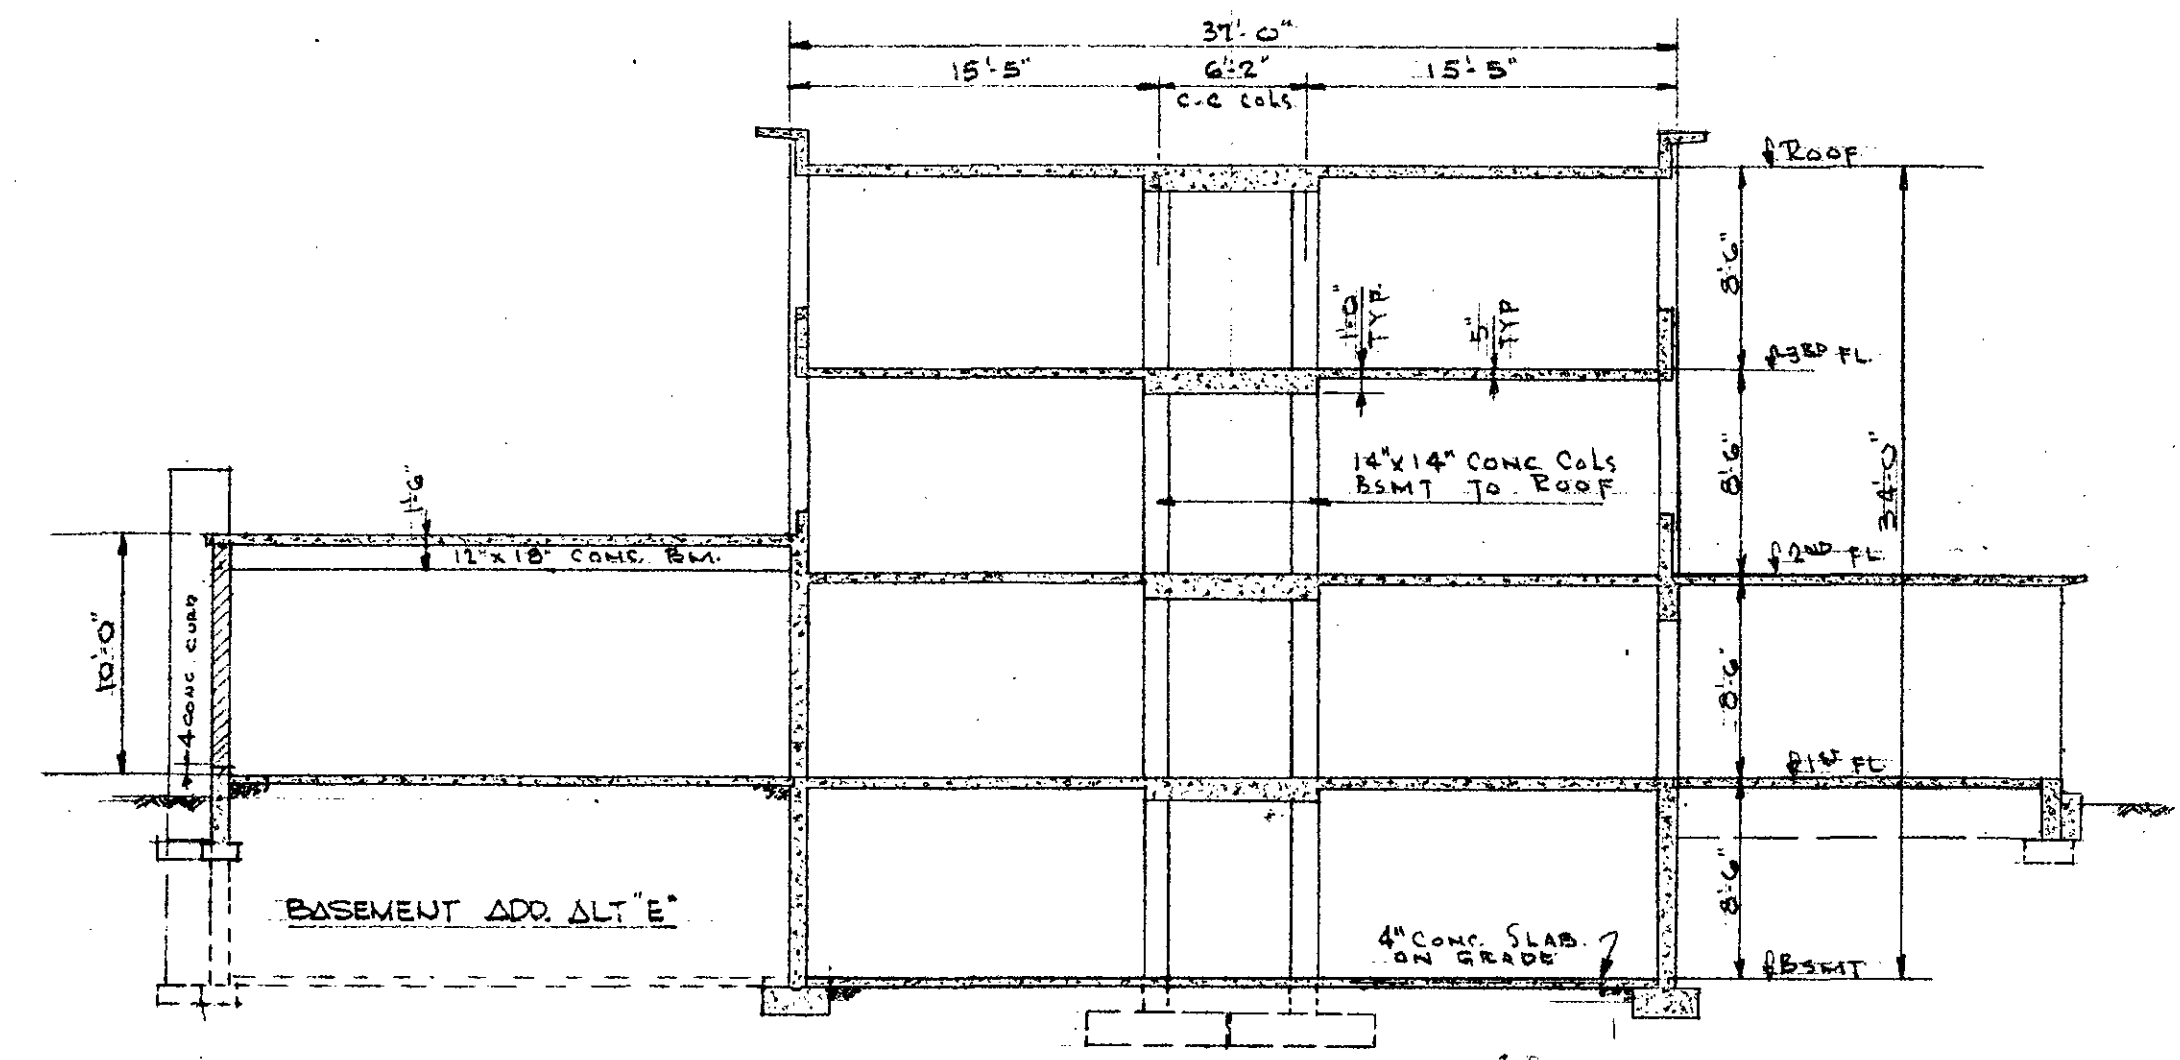 37'-0"
15'-5" 6'-2" 15'-5"
C-C COLS
ROOF
8'-6"
1'-0"
TYP.
5"
TYP
3RD FL.
14"x14" CONC COLS
BSMT TO ROOF
8'-6"
34'-0"
1'-6"
12"x18" CONC. BM.
2ND FL
10'-0"
4 CONC CURB
8'-6"
1ST FL
8'-6"
BASEMENT ADD. ALT "E"
4" CONC. SLAB
ON GRADE
BSMT